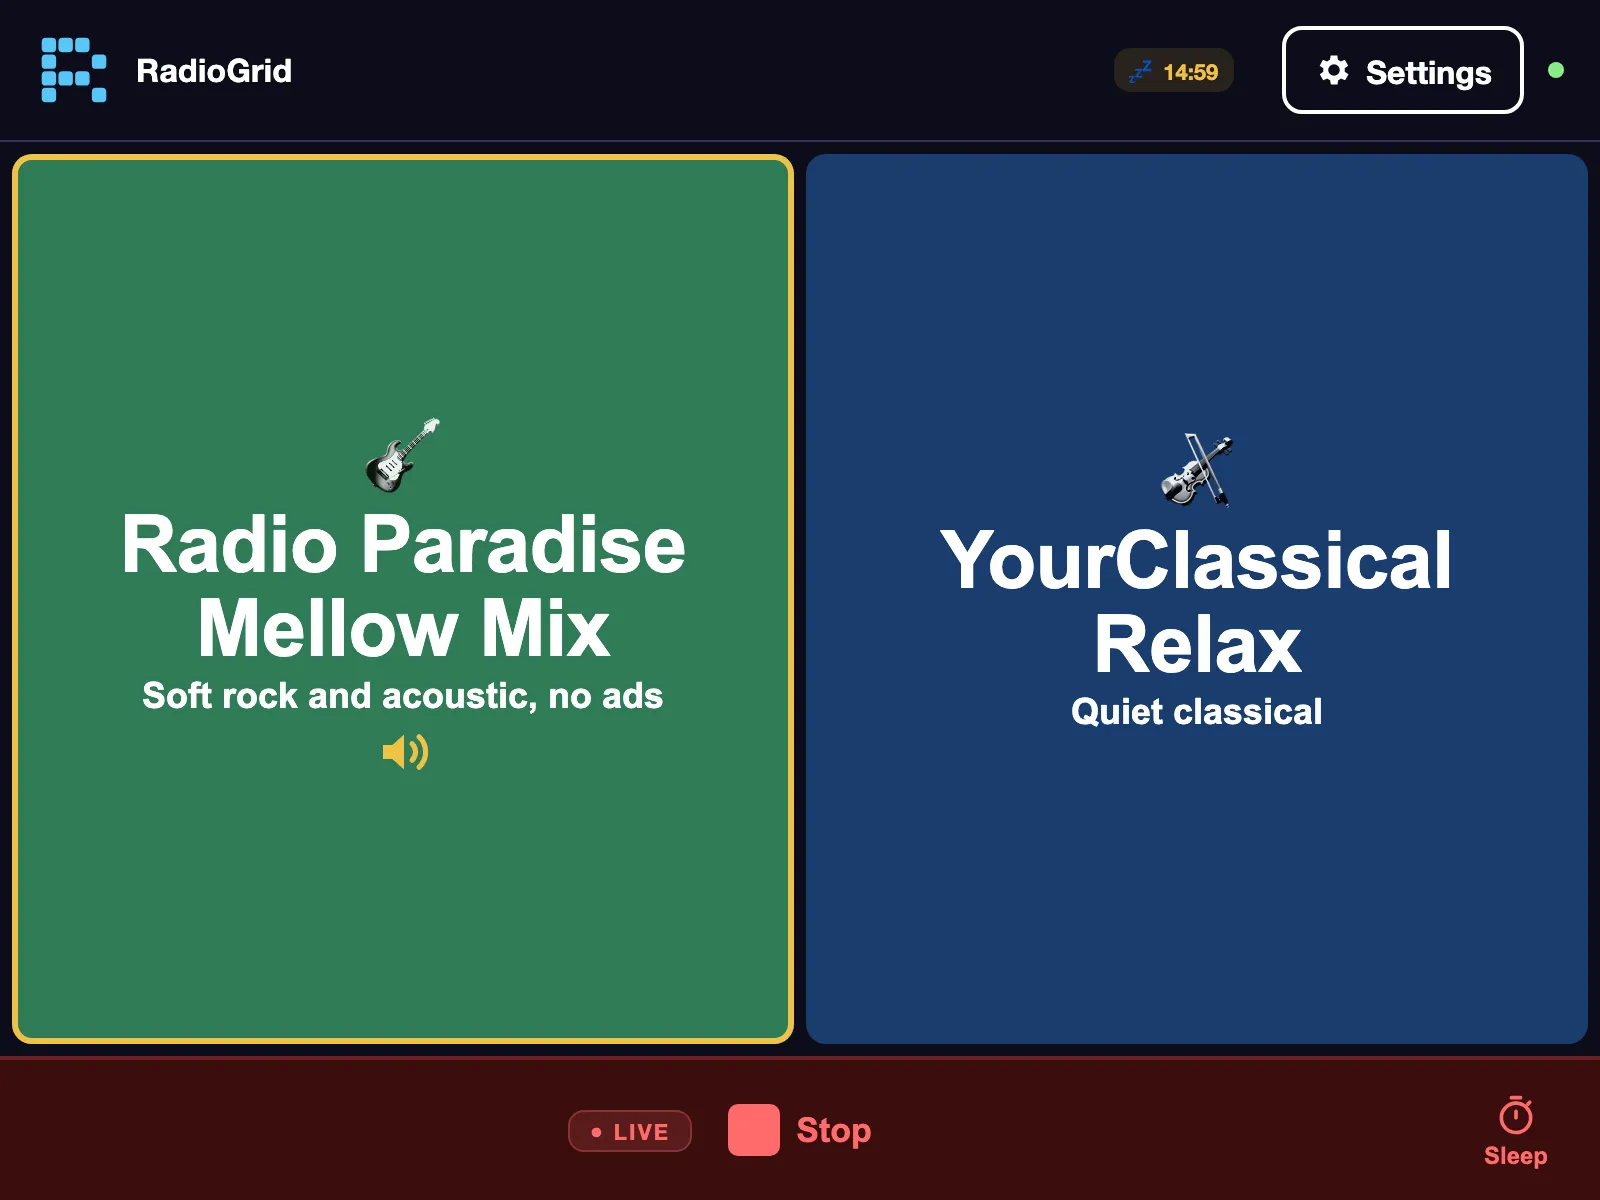 RadioGrid
💤 14:59
Settings
Radio Paradise
Mellow Mix
Soft rock and acoustic, no ads
YourClassical
Relax
Quiet classical
• LIVE
Stop
Sleep